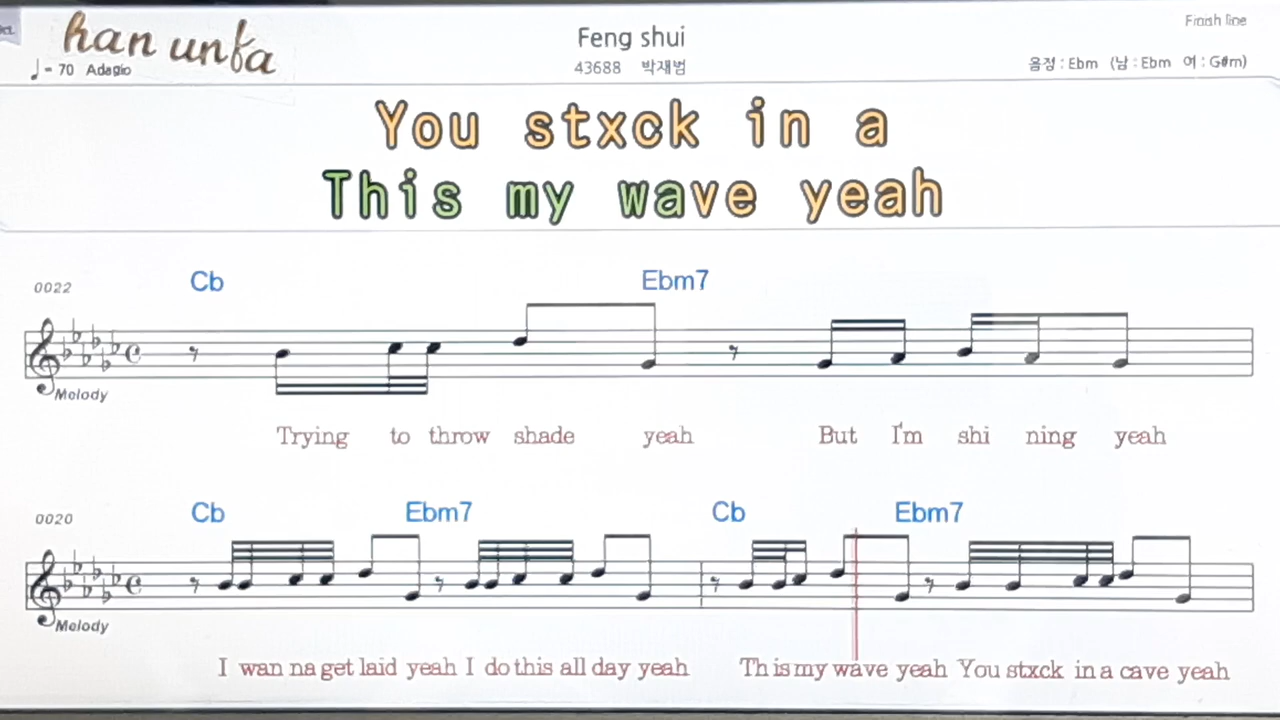 han unfa
Finish line
Feng shui
♩= 70 Adagio
43688 박재범
음정 : Ebm (남 : Ebm 여 : G#m)
You stxck in a
This my wave yeah
0022
Cb Ebm7
Melody
Trying to throw shade yeah But I'm shi ning yeah
0020
Cb Ebm7 Cb Ebm7
Melody
I wan na get laid yeah I do this all day yeah This my wave yeah You stxck in a cave yeah